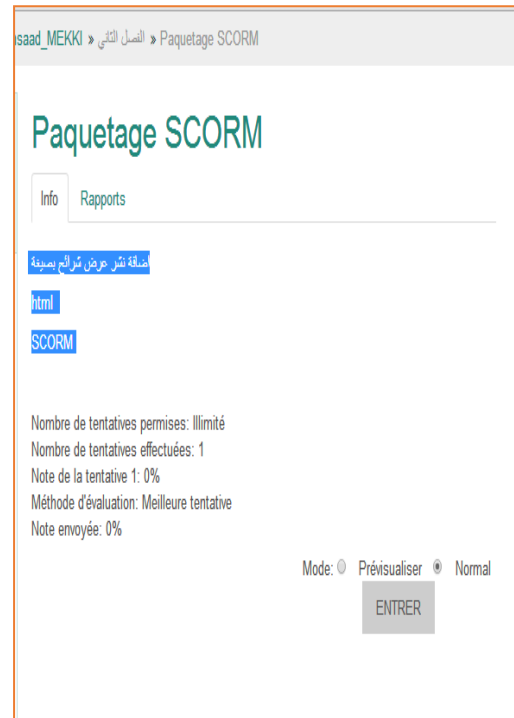 saad_MEKKI » الفصل الثاني » Paquetage SCORM
Paquetage SCORM
Info Rapports
اضافة نشر عرض شرائح بصيغة
html
SCORM
Nombre de tentatives permises: Illimité
Nombre de tentatives effectuées: 1
Note de la tentative 1: 0%
Méthode d'évaluation: Meilleure tentative
Note envoyée: 0%
Mode: Prévisualiser Normal
ENTRER